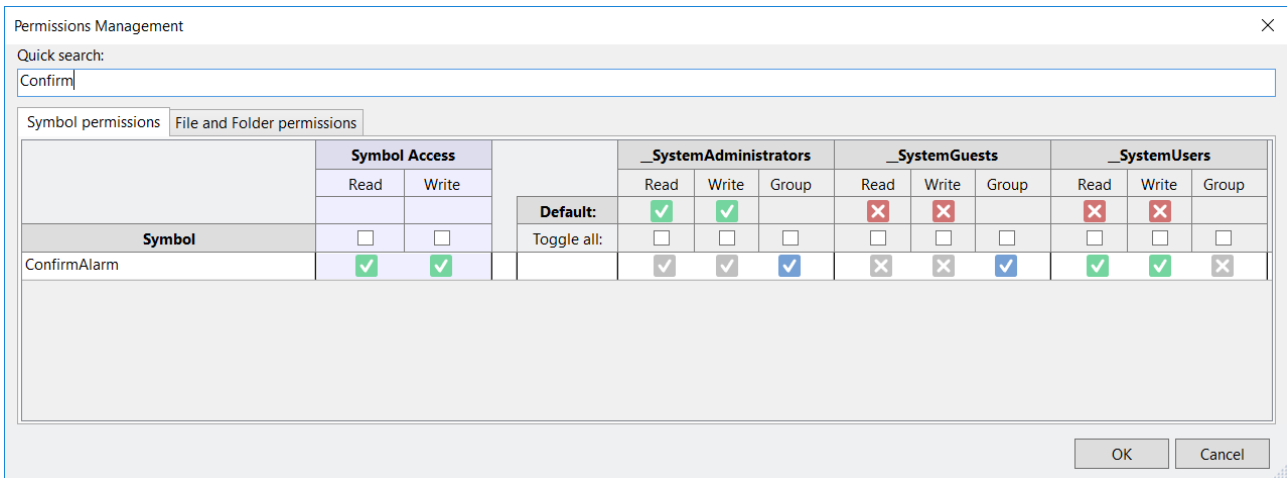 Permissions Management
Quick search:
Confirm
Symbol permissions File and Folder permissions
Symbol Access __SystemAdministrators __SystemGuests __SystemUsers
Read Write Read Write Group Read Write Group Read Write Group
Default:
Symbol Toggle all:
ConfirmAlarm
OK Cancel